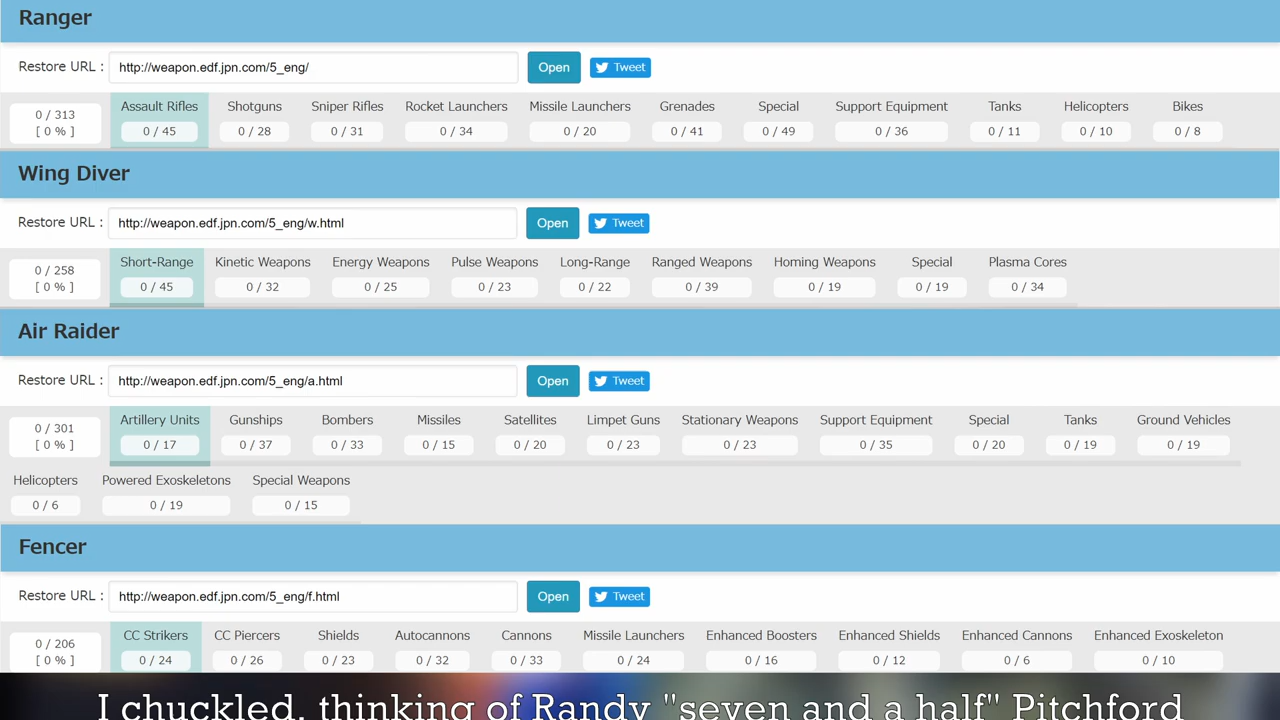 Ranger
Restore URL : http://weapon.edf.jpn.com/5_eng/ Open Tweet
0 / 313 [ 0 % ]
Assault Rifles Shotguns Sniper Rifles Rocket Launchers Missile Launchers Grenades Special Support Equipment Tanks Helicopters Bikes
0 / 45 0 / 28 0 / 31 0 / 34 0 / 20 0 / 41 0 / 49 0 / 36 0 / 11 0 / 10 0 / 8
Wing Diver
Restore URL : http://weapon.edf.jpn.com/5_eng/w.html Open Tweet
0 / 258 [ 0 % ]
Short-Range Kinetic Weapons Energy Weapons Pulse Weapons Long-Range Ranged Weapons Homing Weapons Special Plasma Cores
0 / 45 0 / 32 0 / 25 0 / 23 0 / 22 0 / 39 0 / 19 0 / 19 0 / 34
Air Raider
Restore URL : http://weapon.edf.jpn.com/5_eng/a.html Open Tweet
0 / 301 [ 0 % ]
Artillery Units Gunships Bombers Missiles Satellites Limpet Guns Stationary Weapons Support Equipment Special Tanks Ground Vehicles
0 / 17 0 / 37 0 / 33 0 / 15 0 / 20 0 / 23 0 / 23 0 / 35 0 / 20 0 / 19 0 / 19
Helicopters Powered Exoskeletons Special Weapons
0 / 6 0 / 19 0 / 15
Fencer
Restore URL : http://weapon.edf.jpn.com/5_eng/f.html Open Tweet
0 / 206 [ 0 % ]
CC Strikers CC Piercers Shields Autocannons Cannons Missile Launchers Enhanced Boosters Enhanced Shields Enhanced Cannons Enhanced Exoskeleton
0 / 24 0 / 26 0 / 23 0 / 32 0 / 33 0 / 24 0 / 16 0 / 12 0 / 6 0 / 10
I chuckled, thinking of Randy "seven and a half" Pitchford